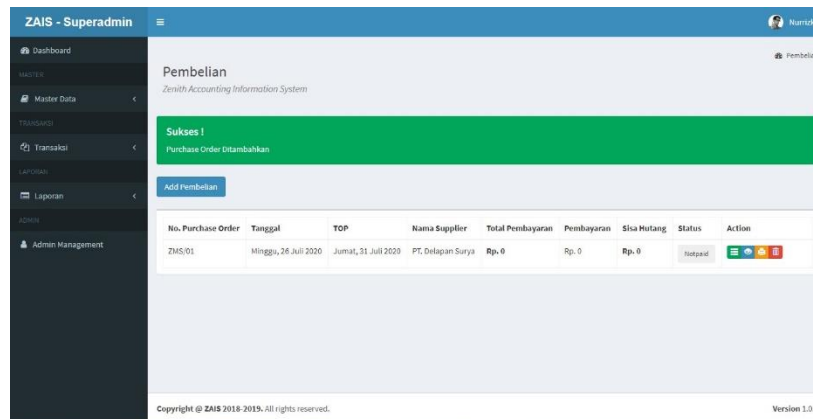 ZAIS - Superadmin
Dashboard
MASTER
Master Data
TRANSAKSI
Transaksi
LAPORAN
Laporan
ADMIN
Admin Management
Pembelian
Zenith Accounting Information System
Sukses !
Purchase Order Ditambahkan
Add Pembelian
No. Purchase Order Tanggal TOP Nama Supplier Total Pembayaran Pembayaran Sisa Hutang Status Action
ZMS/01 Minggu, 26 Juli 2020 Jumat, 31 Juli 2020 PT. Delapan Surya Rp. 0 Rp. 0 Rp. 0 Notpaid
Copyright @ ZAIS 2018-2019. All rights reserved. Version 1.0